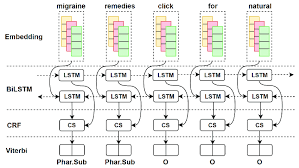 migraine remedies click for natural
Embedding
LSTM LSTM LSTM LSTM LSTM
BiLSTM
LSTM LSTM LSTM LSTM LSTM
CRF CS CS CS CS CS
Viterbi
Phar.Sub Phar.Sub O O O